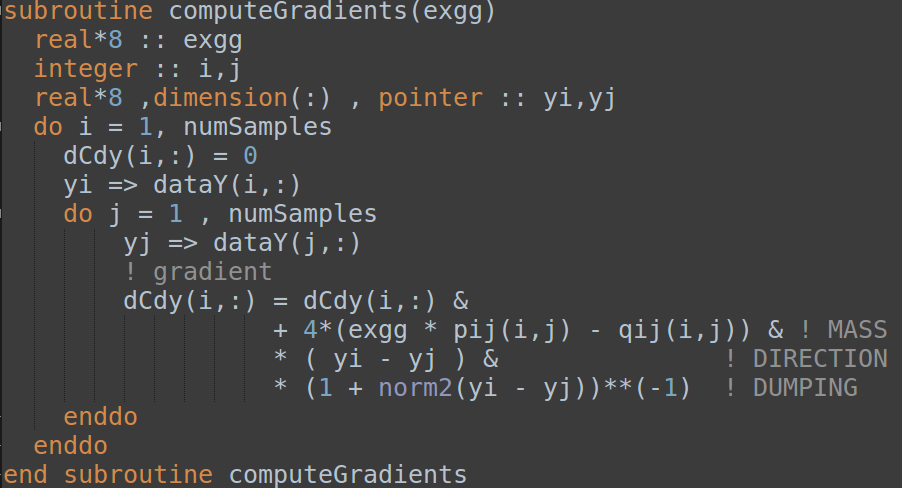 subroutine computeGradients(exgg)
  real*8 :: exgg
  integer :: i,j
  real*8 ,dimension(:) , pointer :: yi,yj
  do i = 1, numSamples
    dCdy(i,:) = 0
    yi => dataY(i,:)
    do j = 1 , numSamples
        yj => dataY(j,:)
        ! gradient
        dCdy(i,:) = dCdy(i,:) &
                  + 4*(exgg * pij(i,j) - qij(i,j)) & ! MASS
                  * ( yi - yj ) &               ! DIRECTION
                  * (1 + norm2(yi - yj))**(-1)  ! DUMPING
    enddo
  enddo
end subroutine computeGradients